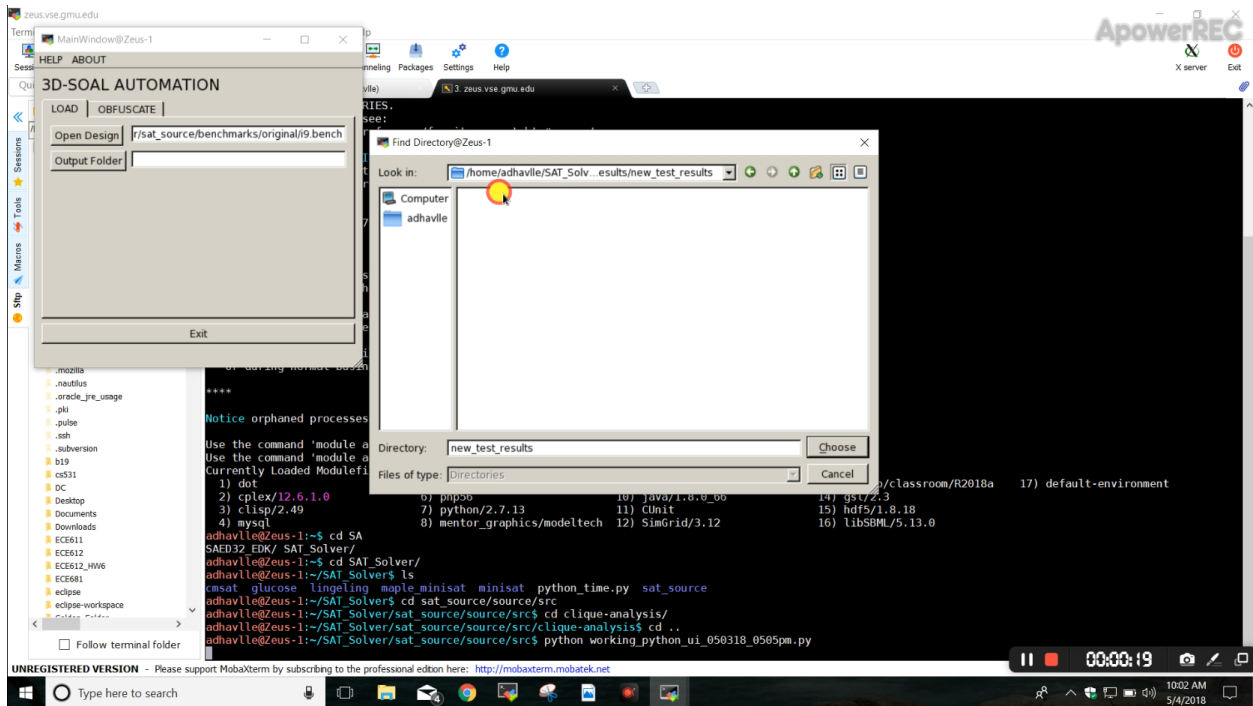 zeus.vse.gmu.edu
ApowerREC
MainWindow@Zeus-1
HELP ABOUT
3D-SOAL AUTOMATION
LOAD OBFUSCATE
Open Design r/sat_source/benchmarks/original/i9.bench
Output Folder
Exit
Packages Settings Help
X server Exit
3. zeus.vse.gmu.edu
RIES.
see:
Sessions
Tools
Macros
Sftp
Find Directory@Zeus-1
Look in: /home/adhavlle/SAT_Solv...esults/new_test_results
Computer
adhavlle
Directory: new_test_results
Choose
Files of type: Directories
Cancel
.mozilla
.nautilus
.oracle_jre_usage
.pki
.pulse
.ssh
.subversion
b19
cs531
DC
Desktop
Documents
Downloads
ECE611
ECE612
ECE612_HW6
ECE681
eclipse
eclipse-workspace
Follow terminal folder
****
Notice orphaned processes
Use the command 'module a
Use the command 'module a
Currently Loaded Modulefi
1) dot /classroom/R2018a 17) default-environment
2) cplex/12.6.1.0 6) php56 10) java/1.8.0_66 14) gsl/2.3
3) clisp/2.49 7) python/2.7.13 11) CUnit 15) hdf5/1.8.18
4) mysql 8) mentor_graphics/modeltech 12) SimGrid/3.12 16) libSBML/5.13.0
adhavlle@Zeus-1:~$ cd SA
SAED32_EDK/ SAT_Solver/
adhavlle@Zeus-1:~$ cd SAT_Solver/
adhavlle@Zeus-1:~/SAT_Solver$ ls
cmsat glucose lingeling maple_minisat minisat python_time.py sat_source
adhavlle@Zeus-1:~/SAT_Solver$ cd sat_source/source/src
adhavlle@Zeus-1:~/SAT_Solver/sat_source/source/src$ cd clique-analysis/
adhavlle@Zeus-1:~/SAT_Solver/sat_source/source/src/clique-analysis$ cd ..
adhavlle@Zeus-1:~/SAT_Solver/sat_source/source/src$ python working_python_ui_050318_0505pm.py
UNREGISTERED VERSION - Please support MobaXterm by subscribing to the professional edition here: http://mobaxterm.mobatek.net
00:00:19
Type here to search
10:02 AM
5/4/2018